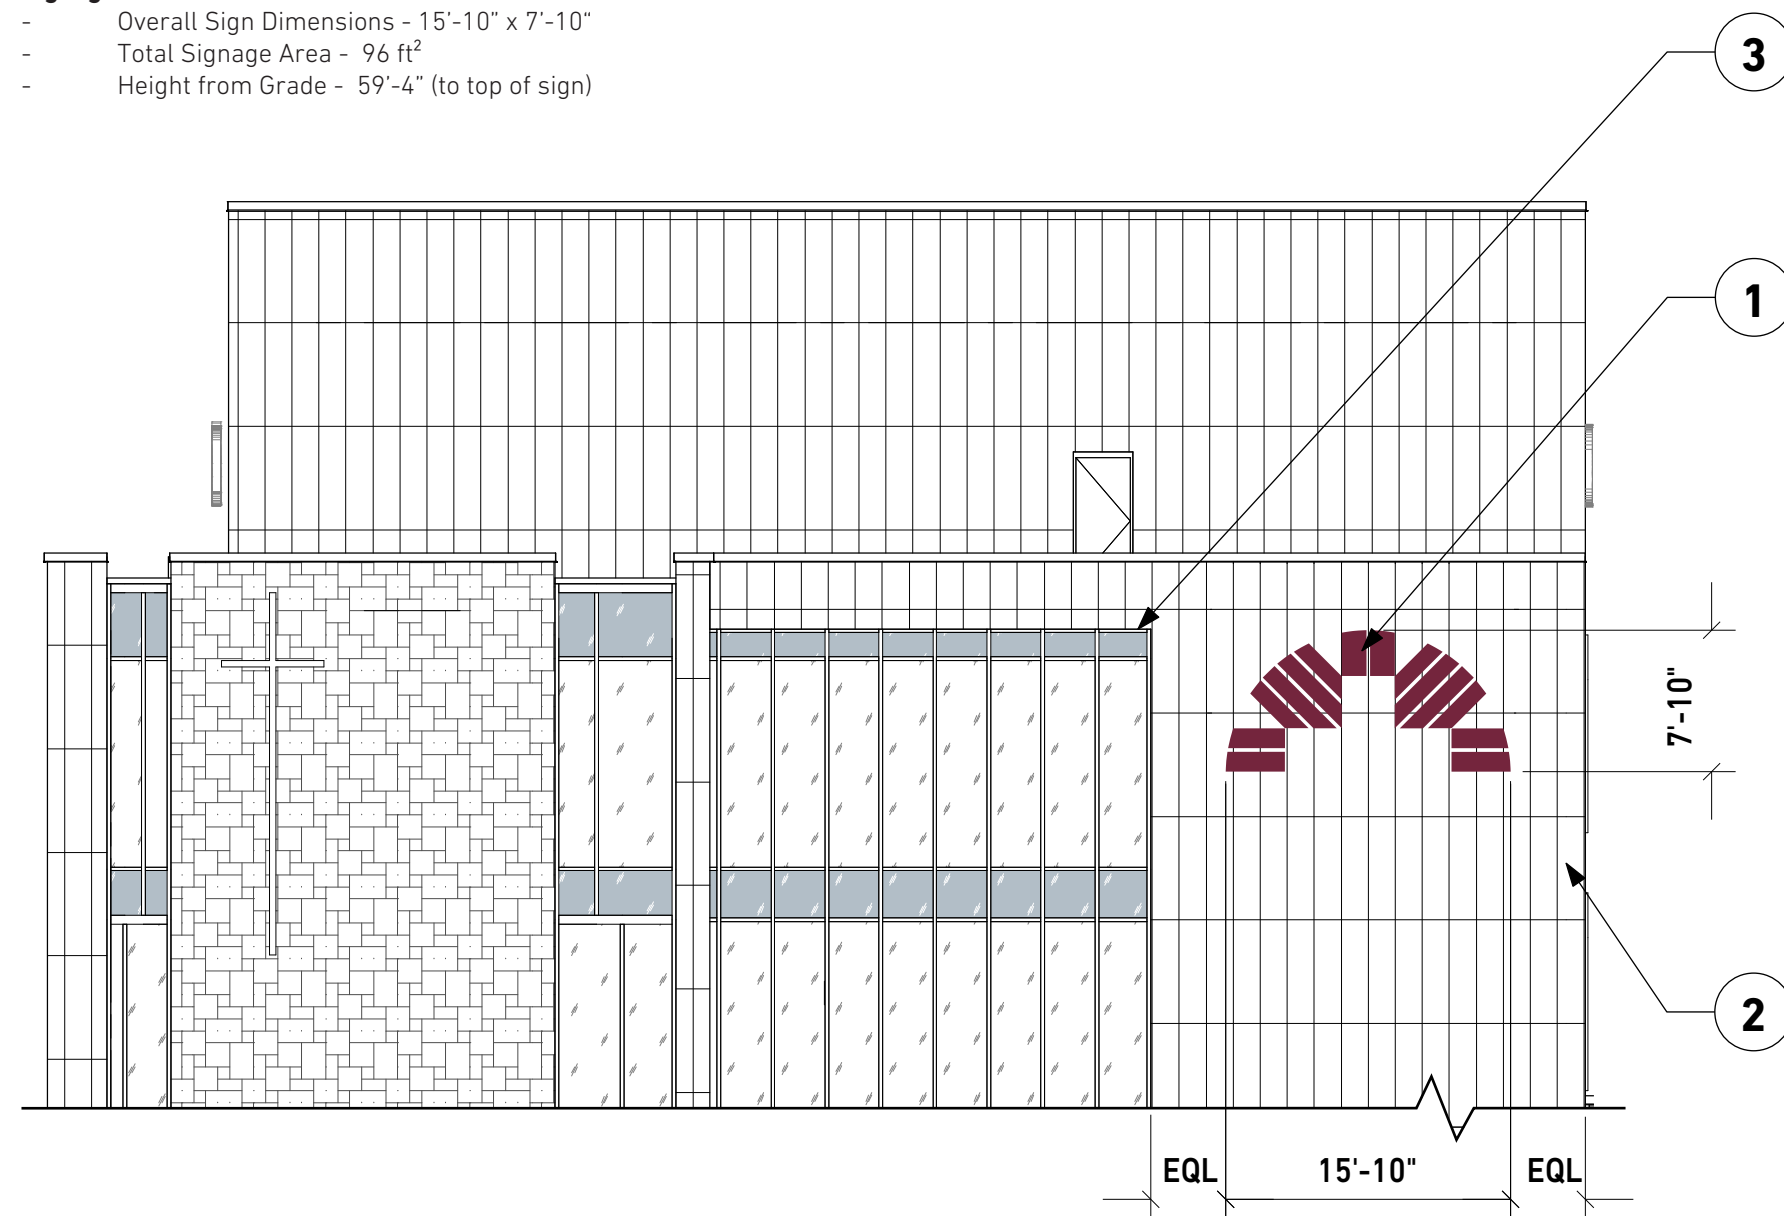 - Overall Sign Dimensions - 15’-10” x 7’-10“
- Total Signage Area - 96 ft²
- Height from Grade - 59’-4” (to top of sign)
3
1
7'-10"
2
EQL 15'-10" EQL